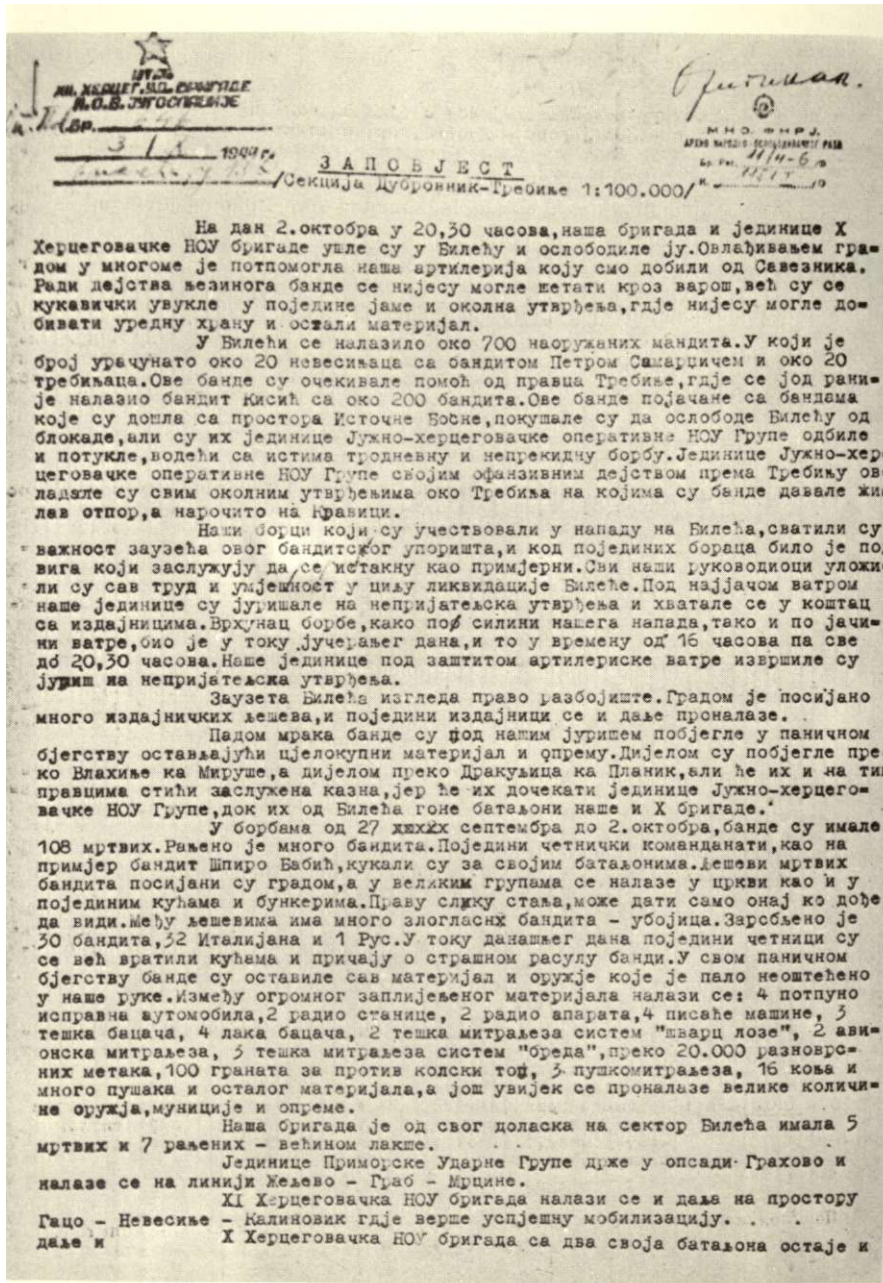 ШТАБ
ХЕРЦЕГ. УД. БРИГАДЕ
Н.О.В. ЈУГОСЛАВИЈЕ
БР.
3/X 1944 г.
Оригинал.
М Н О. Ф Н Р Ј.
11/4-6
З А П О В Ј Е С Т
/Секција Дубровник-Требиње 1:100.000/
На дан 2.октобра у 20,30 часова,наша бригада и јединице X
Херцеговачке НОУ бригаде ушле су у Билећу и ослободиле ју.Овлађивањем гра-
дом у многоме је потпомогла наша артилерија коју смо добили од Савезника.
Ради дејства њезинога банде се нијесу могле шетати кроз варош,већ су се
кукавички увукле у поједине јаме и околна утврђења,гдје нијесу могле до-
бивати уредну храну и остали материјал.
У Билећи се налазило око 700 наоружаних мандита.У који је
број урачунато око 20 невесињаца са бандитом Петром Самарџичем и око 20
требињаца.Ове банде су очекивале помоћ од правца Требиње,гдје се јод рани-
је налазио бандит Кисић са око 200 бандита.Ове банде појачане са бандама
које су дошла са простора Источне Босне,покушале су да ослободе Билећу од
блокаде,али су их јединице Јужно-херцеговачке оперативне НОУ Групе одбиле
и потукле,водећи са истима тродневну и непрекидну борбу.Јединице Јужно-хер
цеговачке оперативне НОУ Групе својим офанзивним дејством према Требињу ов
ладале су свим околним утврђењима око Требиња на којима су банде давале жи
лав отпор,а нарочито на Кравици.
Наши борци који су учествовали у нападу на Билећа,сватили су
важност заузећа овог бандитског упоришта,и код појединих бораца било је по
вига који заслужују да се истакну као примјерни.Сви наши руководиоци уложи
ли су сав труд и умјешност у циљу ликвидације Билеће.Под најјачом ватром
наше јединице су јуришале на непријатељска утврђења и хватале се у коштац
са издајницима.Врхунац борбе,како по силини нашега напада,тако и по јачи-
ни ватре,био је у току јучерањег дана,и то у времену од 16 часова па све
до 20,30 часова.Наше јединице под заштитом артилериске ватре извршиле су
јуриш на непријатељска утврђења.
Заузета Билећа изгледа право разбојиште.Градом је посијано
много издајничких љешева,и поједини издајници се и даље проналазе.
Падом мрака банде су под нашим јуришем побјегле у паничном
бјегству остављајући цјелокупни материјал и опрему.Дијелом су побјегле пре
ко Влахиње ка Мируше,а дијелом преко Дракуљица ка Планик,али ће их и на ти
правцима стићи заслужена казна,јер ће их дочекати јединице Јужно-херцего-
вачке НОУ Групе,док их од Билећа гоне батаљони наше и X бригаде.
У борбама од 27 септембра до 2.октобра,банде су имале
108 мртвих.Рањено је много бандита.Поједини четнички команданати,као на
примјер бандит Шпиро Бабић,кукали су за својим батаљонима.Љешеви мртвих
бандита посијани су градом,а у великим групама се налазе у цркви као и у
појединим кућама и бункерима.Праву слику стања,може дати само онај ко дође
да види.Међу љешевима има много злогласнх бандита - убојица.Заробљено је
30 бандита,32 Италијана и 1 Рус.У току данашњег дана поједини четници су
се већ вратили кућама и причају о страшном расулу банди.У свом паничном
бјегству банде су оставиле сав материјал и оружје које је пало неоштећено
у наше руке.Између огромног заплијењеног материјала налази се: 4 потпуно
исправна аутомобила,2 радио станице, 2 радио апарата,4 писаће машине, 3
тешка бацача, 4 лака бацача, 2 тешка митраљеза систем "шварц лозе", 2 ави-
онска митраљеза, 3 тешка митраљеза систем "бреда",преко 20.000 разноврс-
них метака,100 граната за против колски топ, 3 пушкомитраљеза, 16 коња и
много пушака и осталог материјала,а још увијек се проналазе велике количи-
не оружја,муниције и опреме.
Наша бригада је од свог доласка на сектор Билећа имала 5
мртвих и 7 рањених - већином лакше.
Јединице Приморске Ударне Групе држе у опсади Грахово и
налазе се на линији Жељево - Граб - Мрцине.
XI Херцеговачка НОУ бригада налази се и даља на простору
Гацо - Невесиње - Калиновик гдје верше успјешну мобилизацију.
X Херцеговачка НОУ бригада са два своја батаљона остаје и
даље и